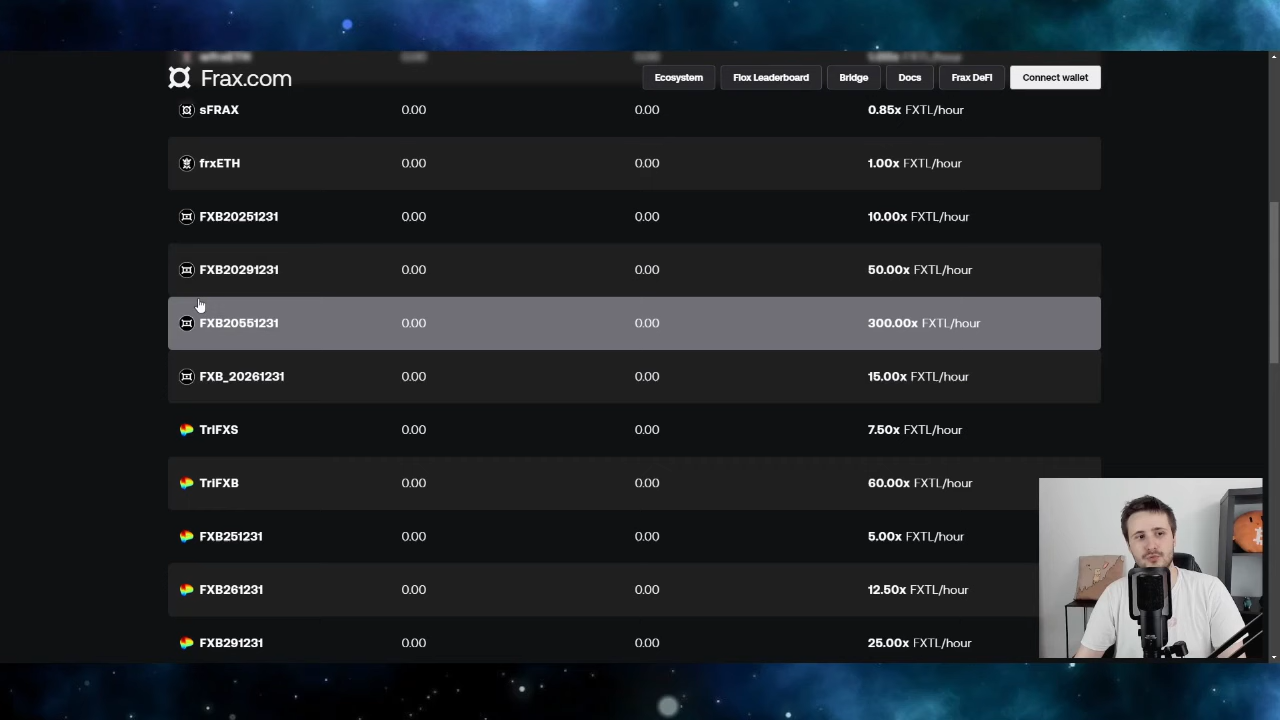 Frax.com
Ecosystem Flox Leaderboard Bridge Docs Frax DeFi Connect wallet
sFRAX 0.00 0.00 0.85x FXTL/hour
frxETH 0.00 0.00 1.00x FXTL/hour
FXB20251231 0.00 0.00 10.00x FXTL/hour
FXB20291231 0.00 0.00 50.00x FXTL/hour
FXB20551231 0.00 0.00 300.00x FXTL/hour
FXB_20261231 0.00 0.00 15.00x FXTL/hour
TriFXS 0.00 0.00 7.50x FXTL/hour
TriFXB 0.00 0.00 60.00x FXTL/hour
FXB251231 0.00 0.00 5.00x FXTL/hour
FXB261231 0.00 0.00 12.50x FXTL/hour
FXB291231 0.00 0.00 25.00x FXTL/hour